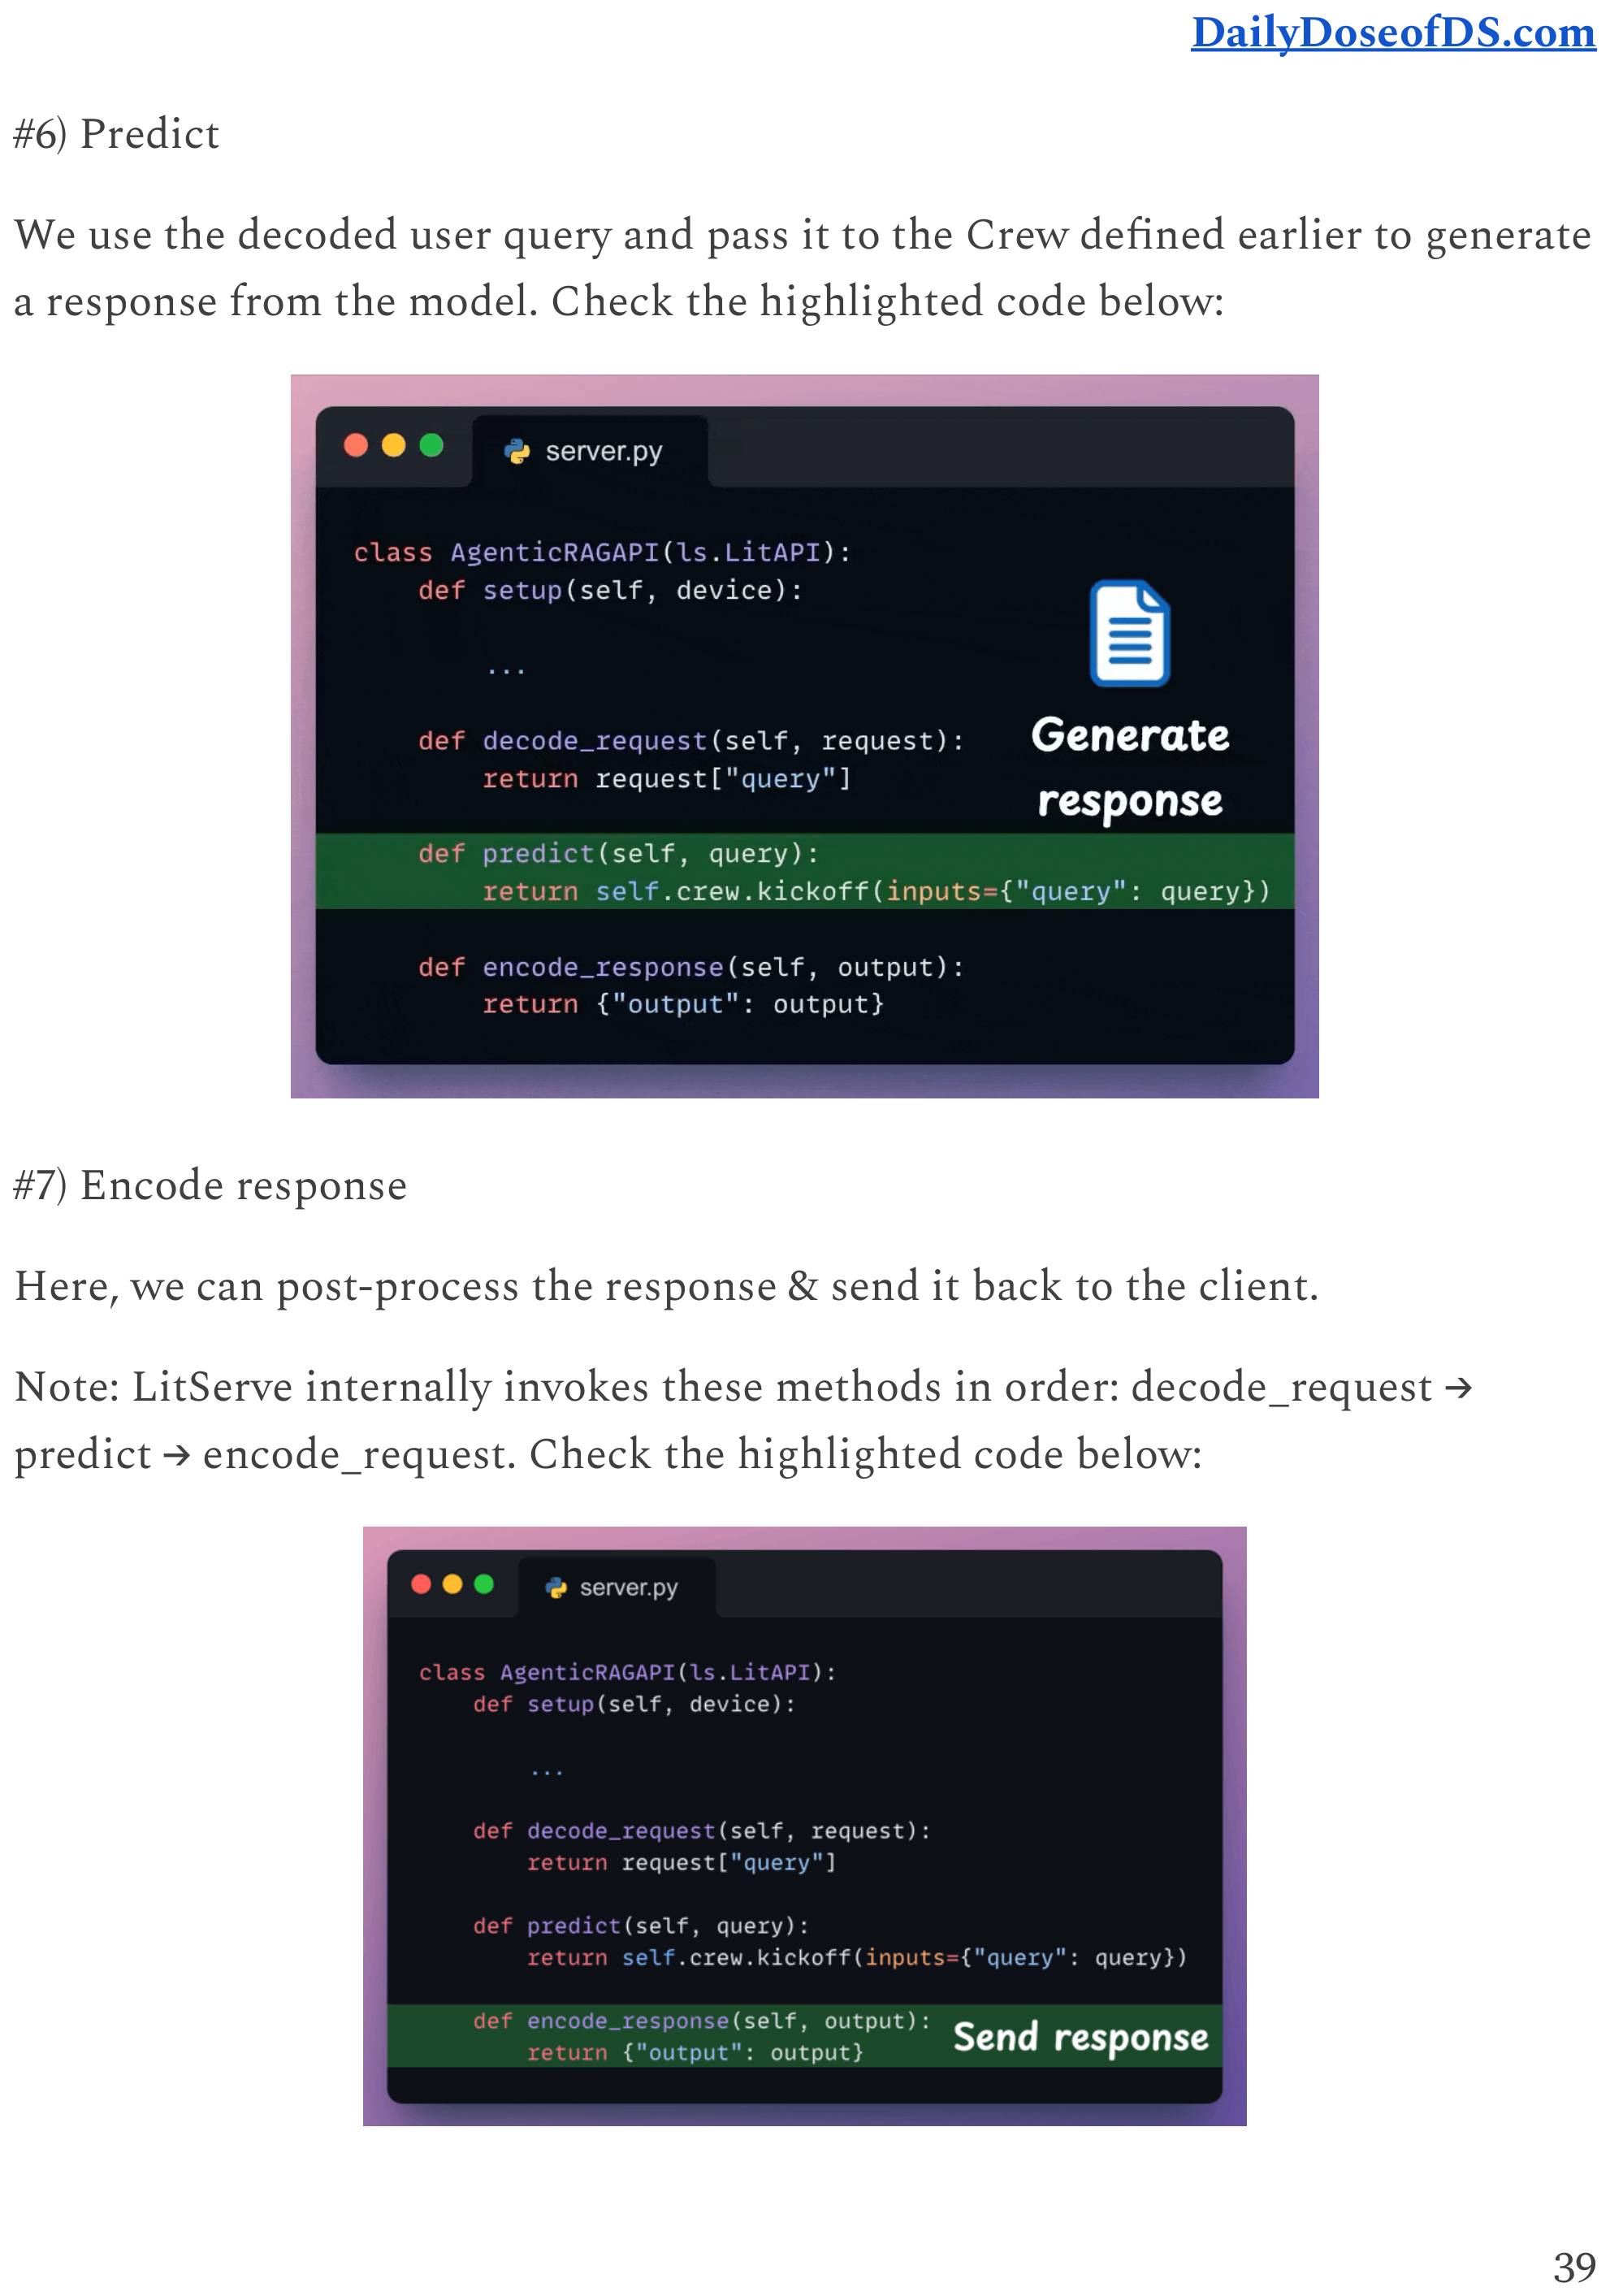 DailyDoseofDS.com
#6) Predict
We use the decoded user query and pass it to the Crew defined earlier to generate
a response from the model. Check the highlighted code below:
server.py
class AgenticRAGAPI(ls.LitAPI):
    def setup(self, device):
        ...
    def decode_request(self, request):
        return request["query"]
Generate
response
    def predict(self, query):
        return self.crew.kickoff(inputs={"query": query})
    def encode_response(self, output):
        return {"output": output}
#7) Encode response
Here, we can post-process the response & send it back to the client.
Note: LitServe internally invokes these methods in order: decode_request →
predict → encode_request. Check the highlighted code below:
server.py
class AgenticRAGAPI(ls.LitAPI):
    def setup(self, device):
        ...
    def decode_request(self, request):
        return request["query"]
    def predict(self, query):
        return self.crew.kickoff(inputs={"query": query})
    def encode_response(self, output):
        return {"output": output}
Send response
39